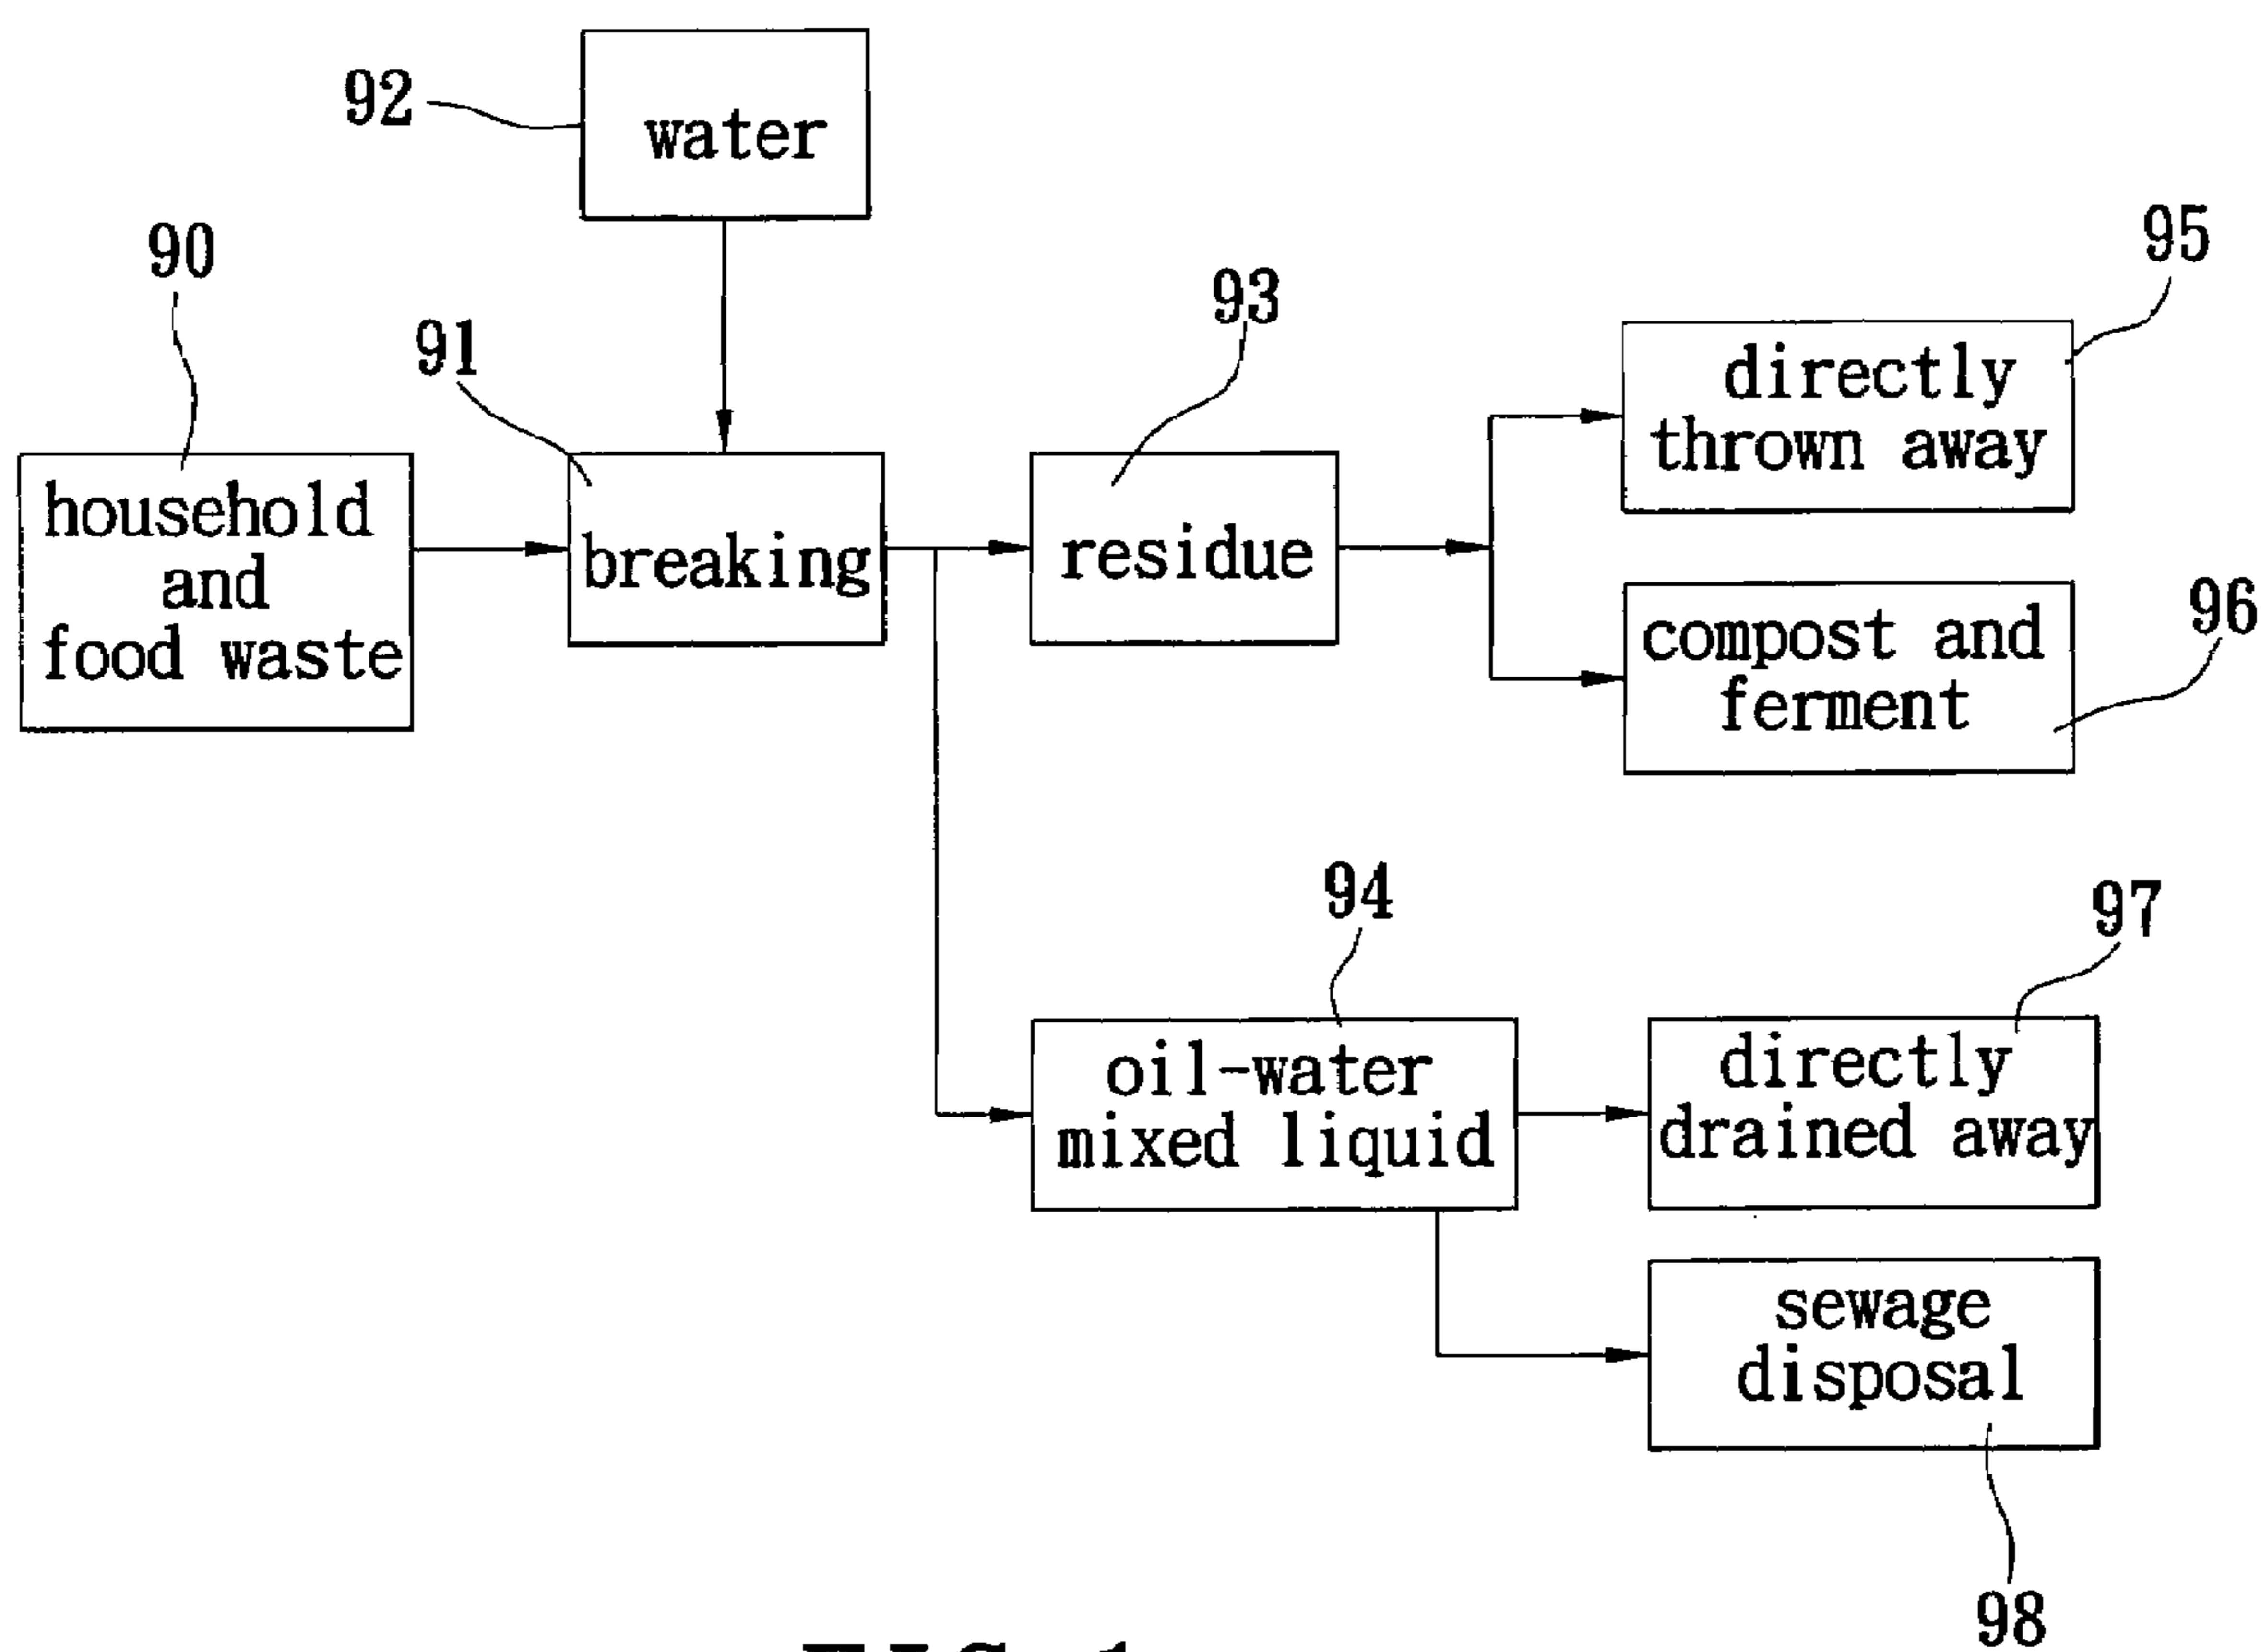 92
water
90
91
93
95
household
and
food waste
breaking
residue
directly
thrown away
96
compost and
ferment
94
97
oil-water
mixed liquid
directly
drained away
sewage
disposal
98